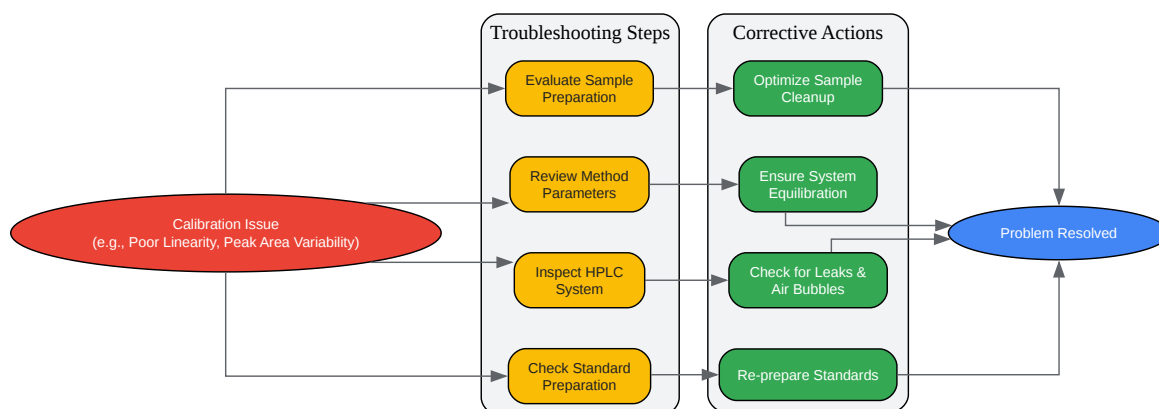 Troubleshooting Steps
Corrective Actions
Evaluate Sample
Preparation
Optimize Sample
Cleanup
Review Method
Parameters
Ensure System
Equilibration
Calibration Issue
(e.g., Poor Linearity, Peak Area Variability)
Problem Resolved
Inspect HPLC
System
Check for Leaks &
Air Bubbles
Check Standard
Preparation
Re-prepare Standards